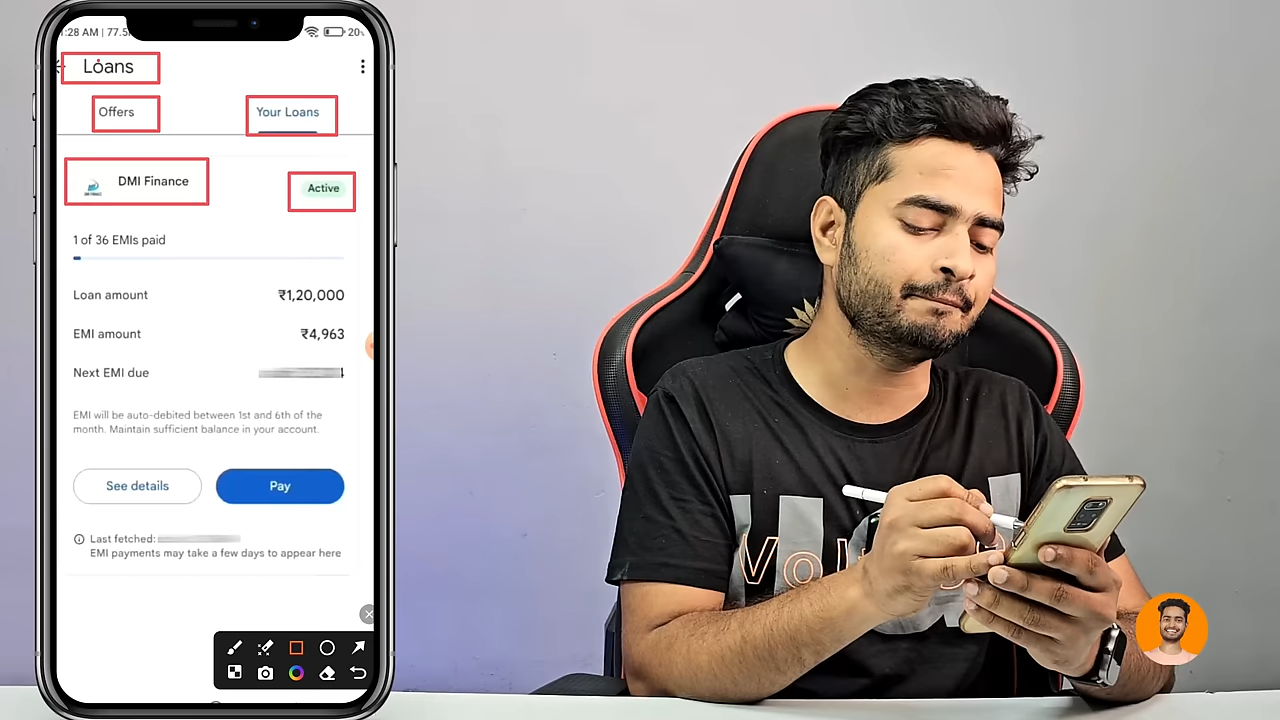 :28 AM | 77.5
20
Loans
Offers
Your Loans
DMI Finance
Active
1 of 36 EMIs paid
Loan amount
₹1,20,000
EMI amount
₹4,963
Next EMI due
EMI will be auto-debited between 1st and 6th of the
month. Maintain sufficient balance in your account.
See details
Pay
Last fetched:
EMI payments may take a few days to appear here